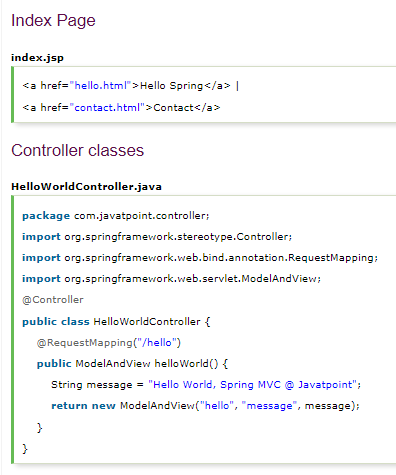 Index Page
index.jsp
<a href="hello.html">Hello Spring</a> |
<a href="contact.html">Contact</a>
Controller classes
HelloWorldController.java
package com.javatpoint.controller;
import org.springframework.stereotype.Controller;
import org.springframework.web.bind.annotation.RequestMapping;
import org.springframework.web.servlet.ModelAndView;
@Controller
public class HelloWorldController {
@RequestMapping("/hello")
public ModelAndView helloWorld() {
String message = "Hello World, Spring MVC @ Javatpoint";
return new ModelAndView("hello", "message", message);
}
}